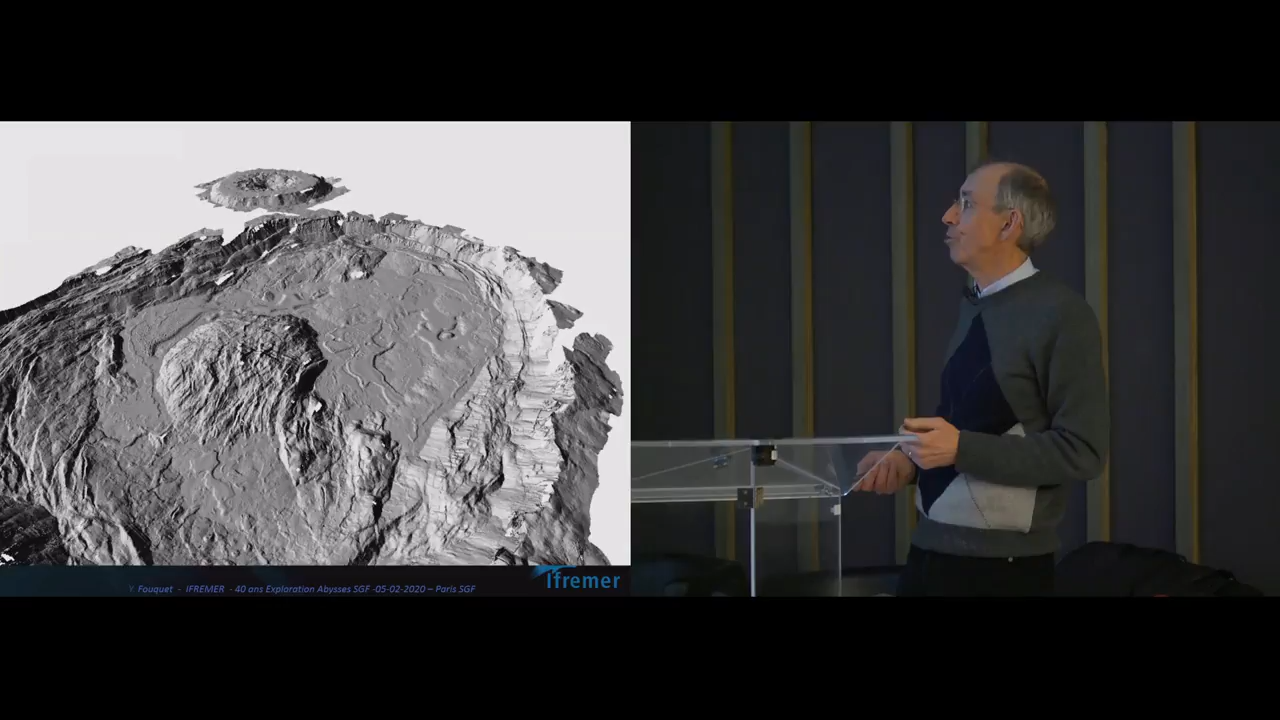 Ifremer
Y Fouquet - IFREMER - 40 ans Exploration Abysses SGF -05-02-2020 – Paris SGF